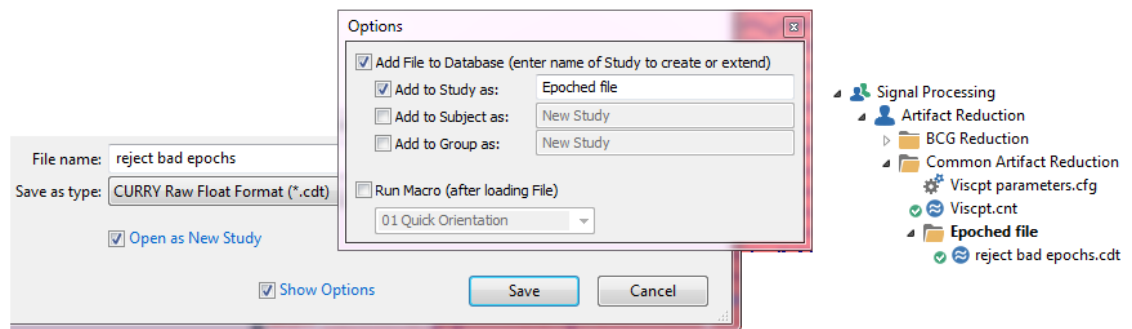 Options
Add File to Database (enter name of Study to create or extend)
Add to Study as: Epoched file
Add to Subject as: New Study
Add to Group as: New Study
Run Macro (after loading File)
01 Quick Orientation
File name: reject bad epochs
Save as type: CURRY Raw Float Format (*.cdt)
Open as New Study
Show Options
Save
Cancel
Signal Processing
Artifact Reduction
BCG Reduction
Common Artifact Reduction
Viscpt parameters.cfg
Viscpt.cnt
Epoched file
reject bad epochs.cdt